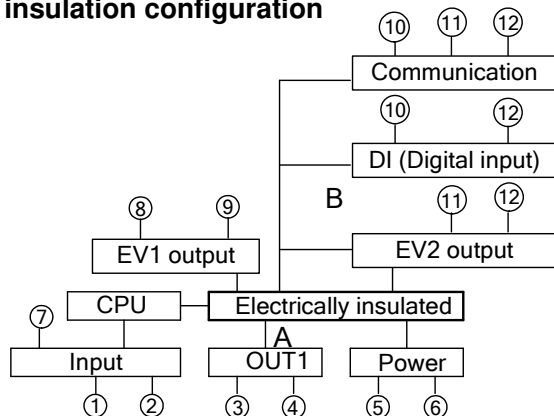 insulation configuration
⑩ ⑪ ⑫
Communication
⑩ ⑫
DI (Digital input)
B
⑪ ⑫
⑧ ⑨
EV1 output
EV2 output
CPU
Electrically insulated
⑦
A
Input
OUT1
Power
① ② ③ ④ ⑤ ⑥